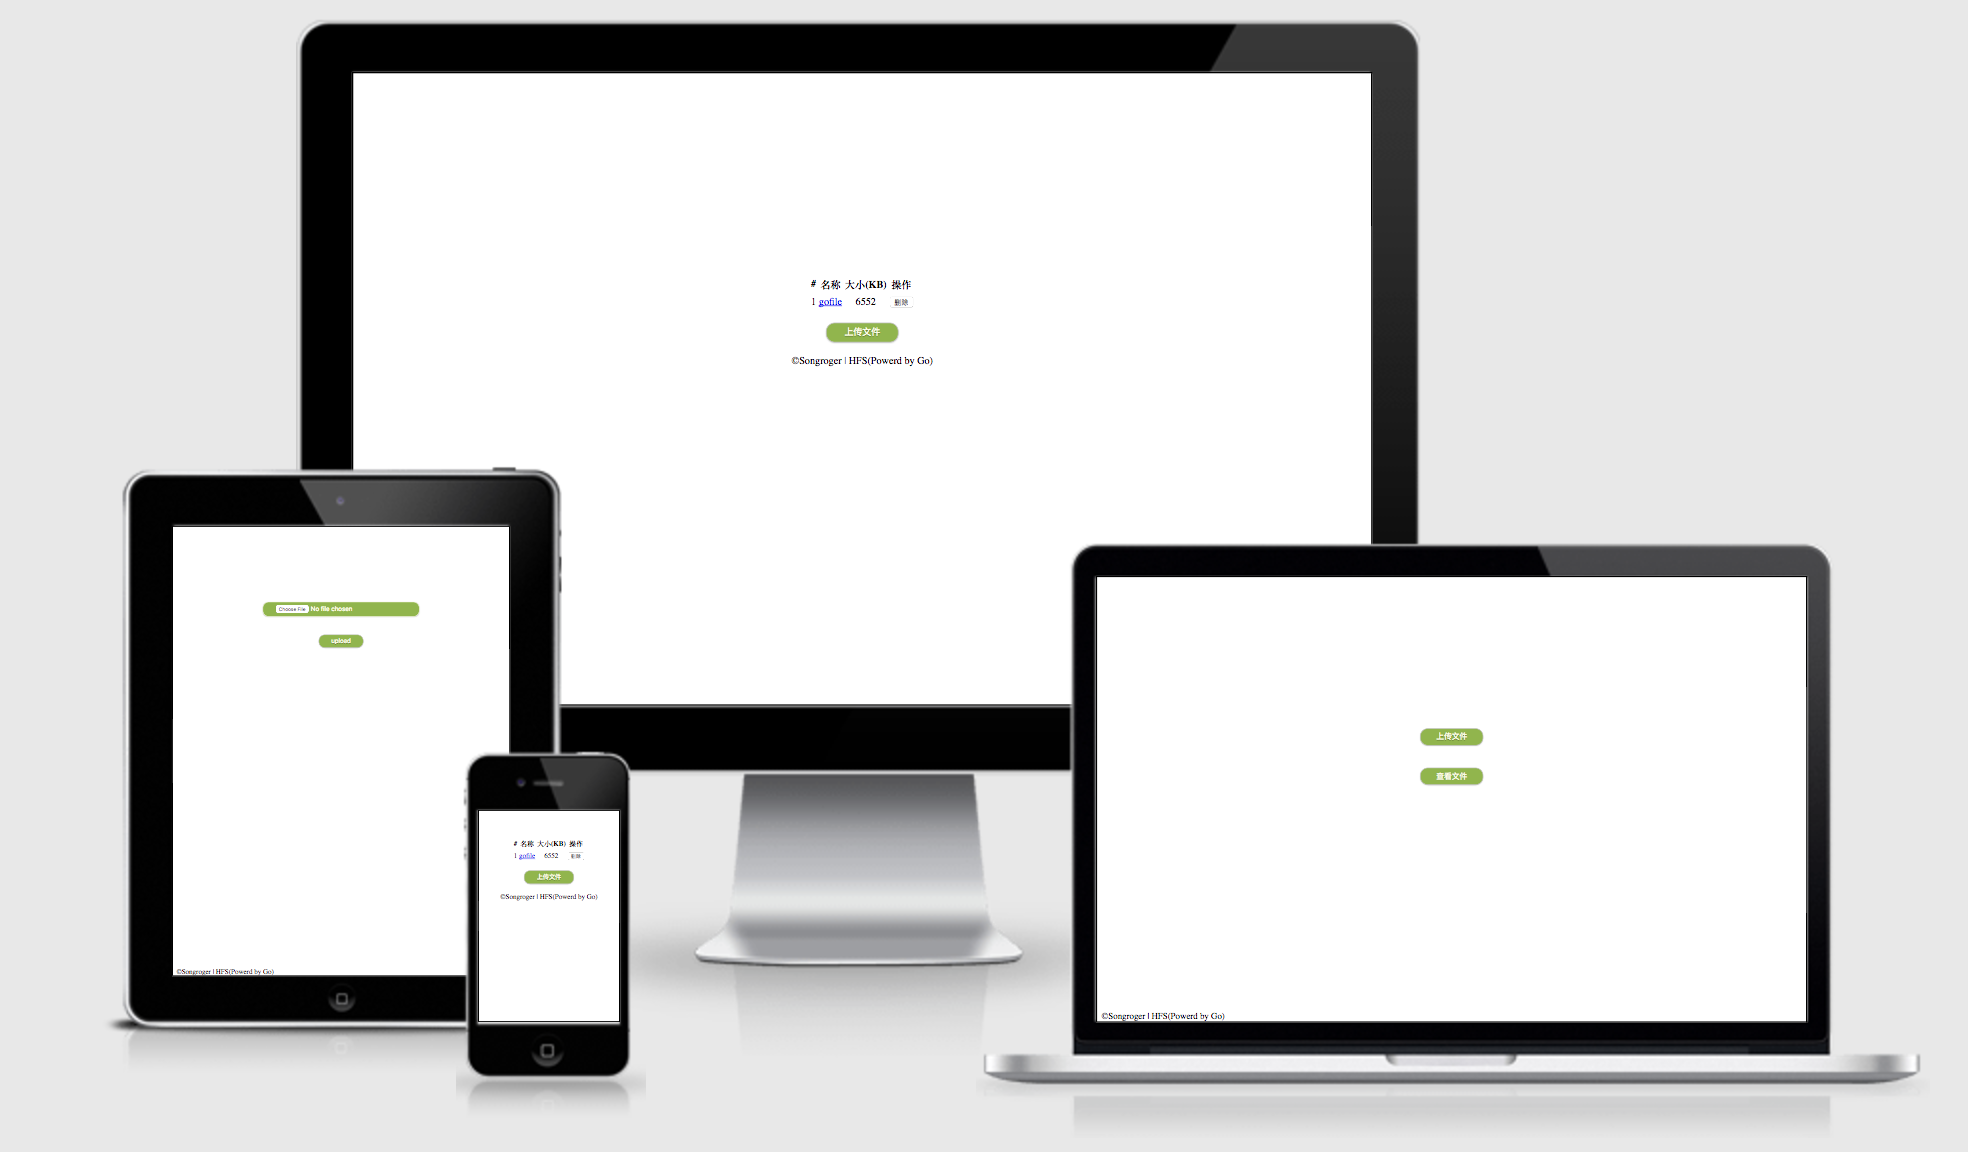 # 名称 大小(KB) 操作
1 gofile 6552 删除
上传文件
©Songroger | HFS(Powerd by Go)
Choose File No file chosen
upload
©Songroger | HFS(Powerd by Go)
# 名称 大小(KB) 操作
1 gofile 6552 删除
上传文件
©Songroger | HFS(Powerd by Go)
上传文件
查看文件
©Songroger | HFS(Powerd by Go)